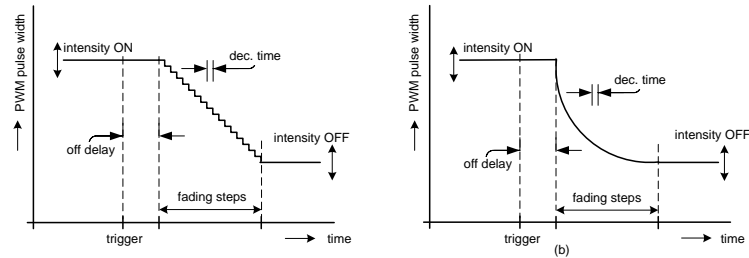 PWM pulse width
intensity ON
dec. time
intensity OFF
off delay
fading steps
trigger
time
PWM pulse width
intensity ON
dec. time
intensity OFF
off delay
fading steps
trigger
time
(b)